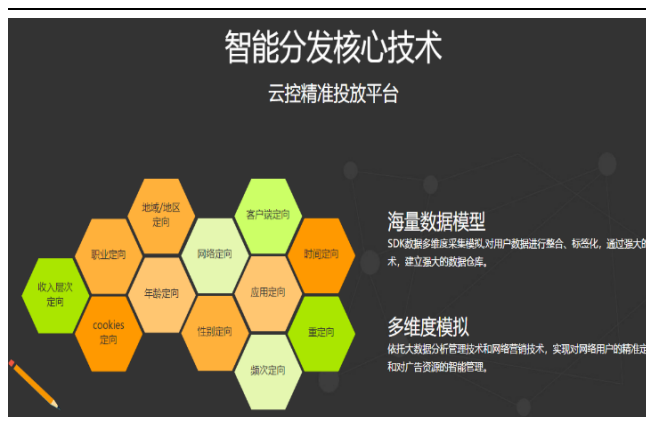 智能分发核心技术
云控精准投放平台
地域/地区
定向
客户端定向
职业定向
网络定向
时间定向
收入层次
定向
年龄定向
应用定向
cookies
定向
性别定向
重定向
频次定向
海量数据模型
SDK数据多维度采集模拟,对用户数据进行整合、标签化，通过强大的
术，建立强大的数据仓库。
多维度模拟
依托大数据分析管理技术和网络营销技术，实现对网络用户的精准定
和对广告资源的智能管理。